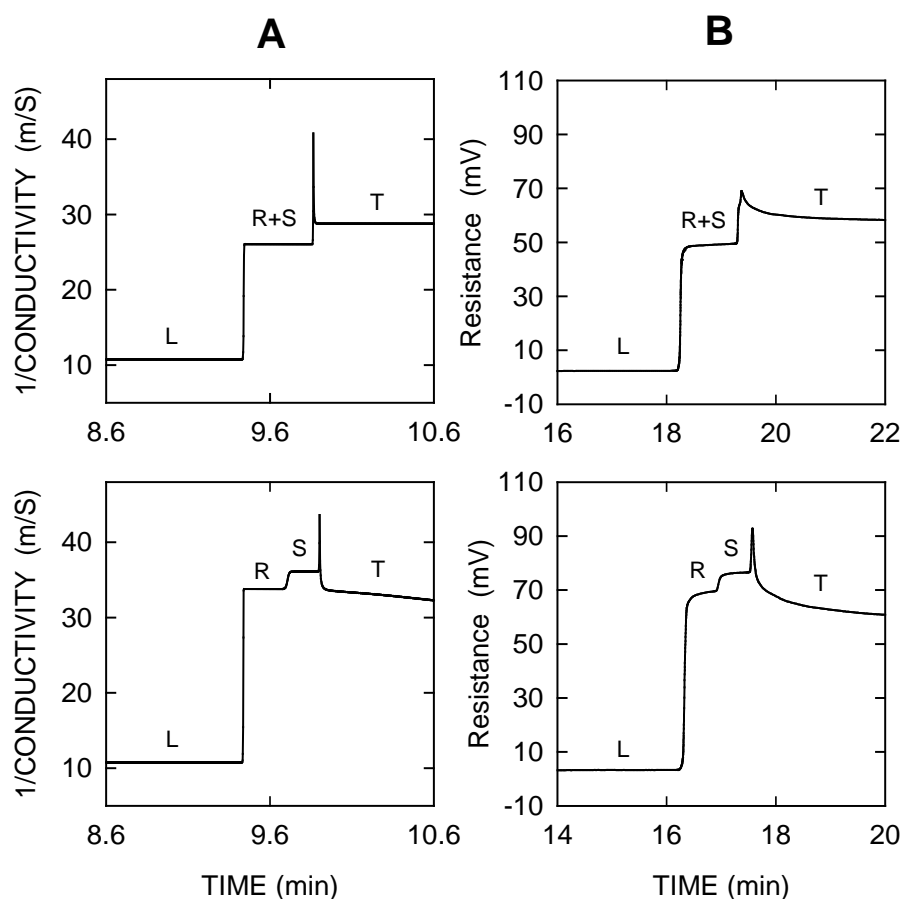 A
B
1/CONDUCTIVITY (m/S)
40
30
20
10
L
R+S
T
8.6
9.6
10.6
Resistance (mV)
110
90
70
50
30
10
-10
L
R+S
T
16
18
20
22
1/CONDUCTIVITY (m/S)
40
30
20
10
L
R
S
T
8.6
9.6
10.6
TIME (min)
Resistance (mV)
110
90
70
50
30
10
-10
L
R
S
T
14
16
18
20
TIME (min)